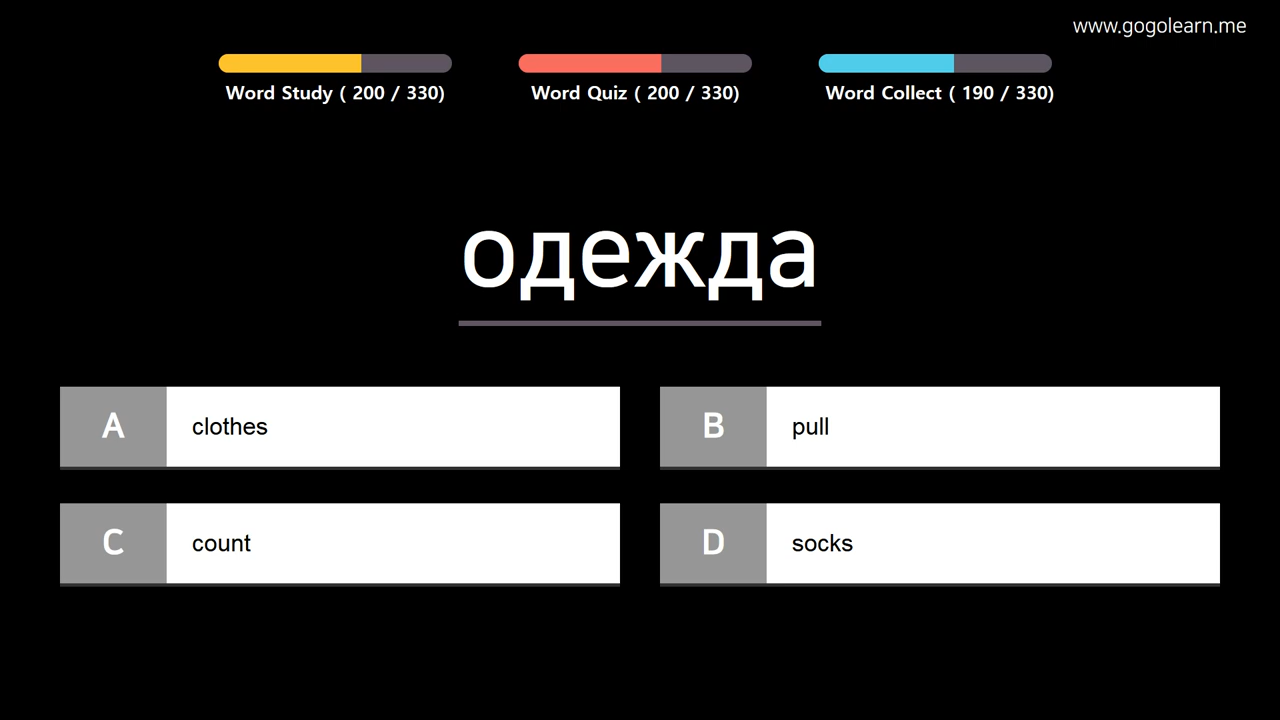 www.gogolearn.me
Word Study ( 200 / 330)
Word Quiz ( 200 / 330)
Word Collect ( 190 / 330)
одежда
A clothes
B pull
C count
D socks